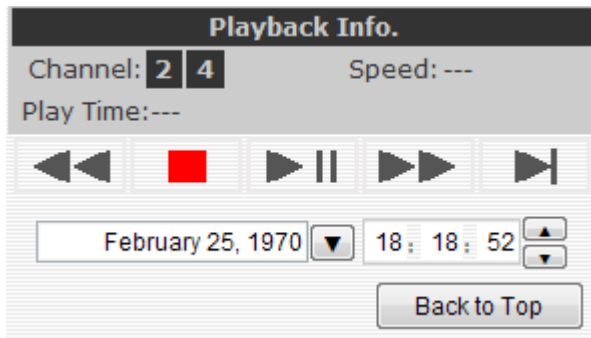 Playback Info.
Channel: 2 4 Speed: ---
Play Time:---
February 25, 1970 18 : 18 : 52
Back to Top